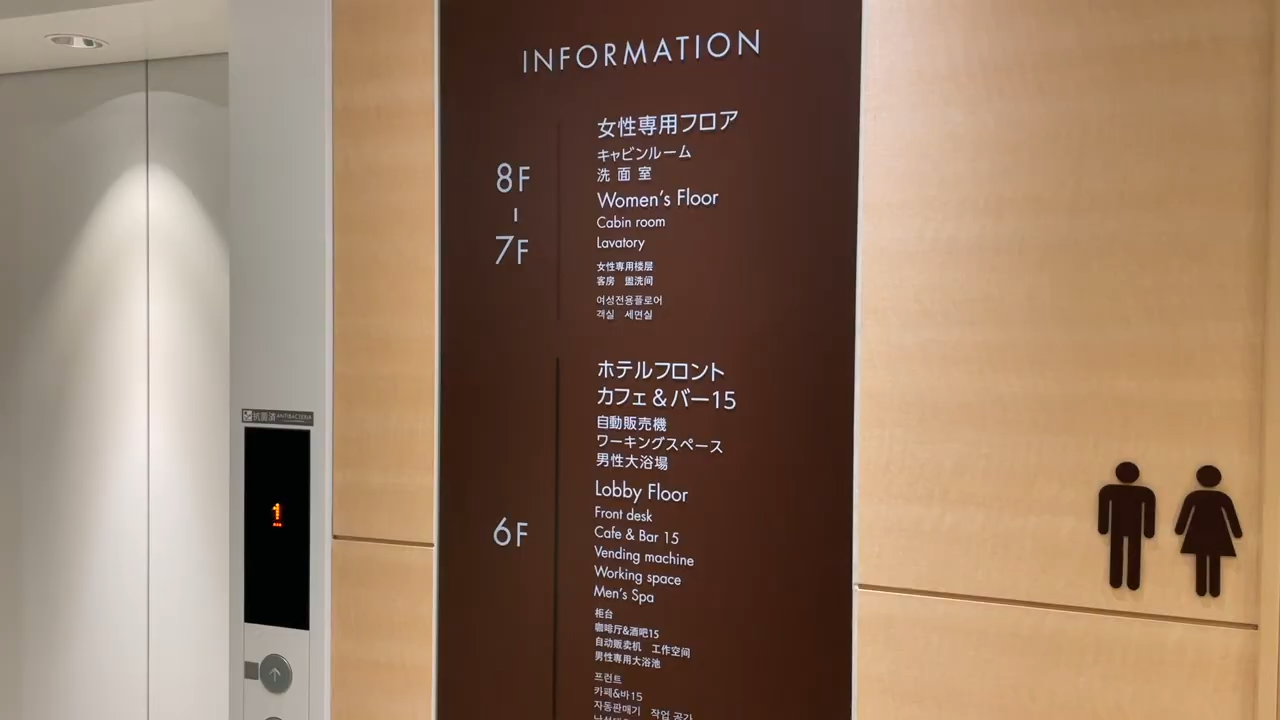 INFORMATION
8F
-
7F
女性専用フロア
キャビンルーム
洗面室
Women's Floor
Cabin room
Lavatory
女性专用楼层
客房 盥洗间
여성전용플로어
객실 세면실
6F
ホテルフロント
カフェ&バー15
自動販売機
ワーキングスペース
男性大浴場
Lobby Floor
Front desk
Cafe & Bar 15
Vending machine
Working space
Men's Spa
柜台
咖啡厅&酒吧15
自动贩卖机 工作空间
男性専用大浴池
프런트
카페&바15
자동판매기 작업 공간
抗菌済 ANTIBACTERIA
1